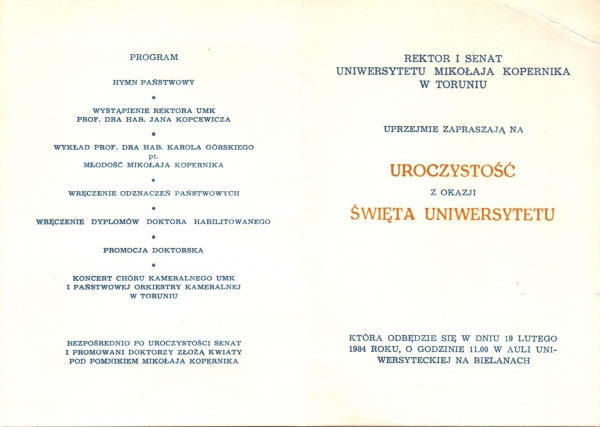 PROGRAM
HYMN PAŃSTWOWY
*
WYSTĄPIENIE REKTORA UMK
PROF. DRA HAB. JANA KOPCEWICZA
*
WYKŁAD PROF. DRA HAB. KAROLA GÓRSKIEGO
pt.
MŁODOŚĆ MIKOŁAJA KOPERNIKA
*
WRĘCZENIE ODZNACZEŃ PAŃSTWOWYCH
*
WRĘCZENIE DYPLOMÓW DOKTORA HABILITOWANEGO
*
PROMOCJA DOKTORSKA
*
KONCERT CHÓRU KAMERALNEGO UMK
I PAŃSTWOWEJ ORKIESTRY KAMERALNEJ
W TORUNIU
BEZPOŚREDNIO PO UROCZYSTOŚCI SENAT
I PROMOWANI DOKTORZY ZŁOŻĄ KWIATY
POD POMNIKIEM MIKOŁAJA KOPERNIKA
REKTOR I SENAT
UNIWERSYTETU MIKOŁAJA KOPERNIKA
W TORUNIU
UPRZEJMIE ZAPRASZAJĄ NA
UROCZYSTOŚĆ
Z OKAZJI
ŚWIĘTA UNIWERSYTETU
KTÓRA ODBĘDZIE SIĘ W DNIU 19 LUTEGO
1984 ROKU, O GODZINIE 11.00 W AULI UNI-
WERSYTECKIEJ NA BIELANACH